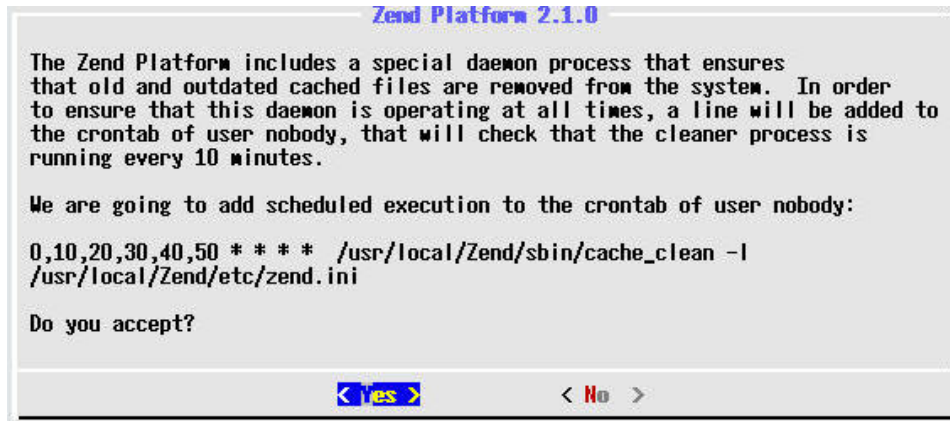 Zend Platform 2.1.0
The Zend Platform includes a special daemon process that ensures
that old and outdated cached files are removed from the system.  In order
to ensure that this daemon is operating at all times, a line will be added to
the crontab of user nobody, that will check that the cleaner process is
running every 10 minutes.
We are going to add scheduled execution to the crontab of user nobody:
0,10,20,30,40,50 * * * *  /usr/local/Zend/sbin/cache_clean -l
/usr/local/Zend/etc/zend.ini
Do you accept?
< Yes >   < No  >